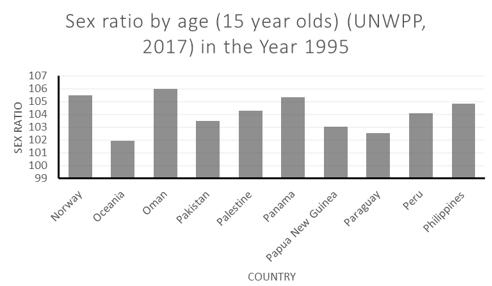 Sex ratio by age (15 year olds) (UNWPP,
2017) in the Year 1995
107
106
105
104
103
102
101
100
99
SEX RATIO
Norway
Oceania
Oman
Pakistan
Palestine
Panama
Papua New Guinea
Paraguay
Peru
Philippines
COUNTRY